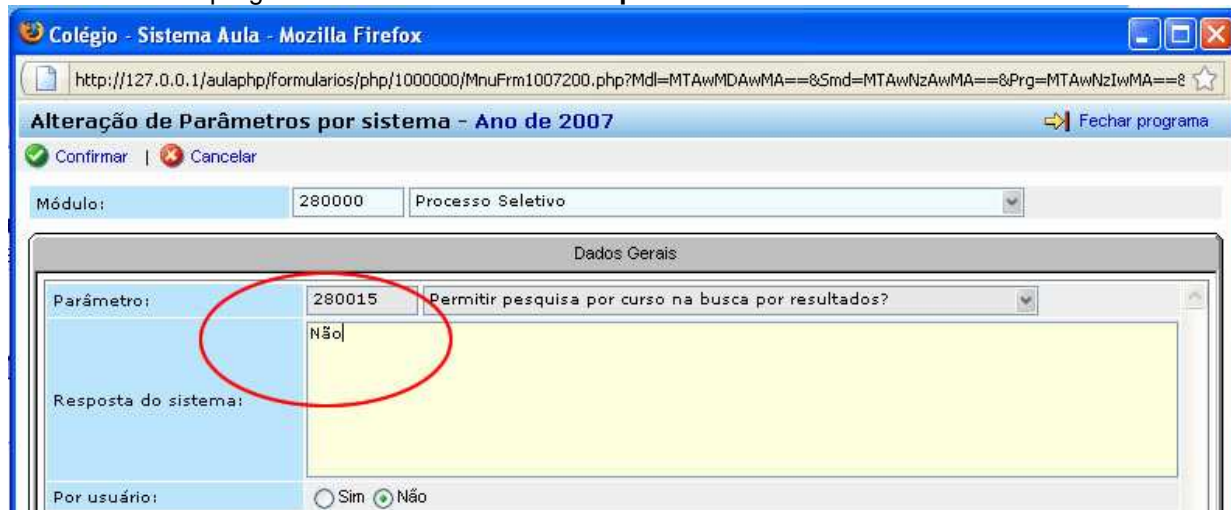 Colégio - Sistema Aula - Mozilla Firefox
http://127.0.0.1/aulaphp/formularios/php/1000000/MnuFrm1007200.php?Mdl=MTAwMDAwMA==&Smd=MTAwNzAwMA==&Prg=MTAwNzIwMA==&
Alteração de Parâmetros por sistema - Ano de 2007 Fechar programa
Confirmar | Cancelar
Módulo: 280000 Processo Seletivo
Dados Gerais
Parâmetro: 280015 Permitir pesquisa por curso na busca por resultados?
Não
Resposta do sistema:
Por usuário: Sim Não